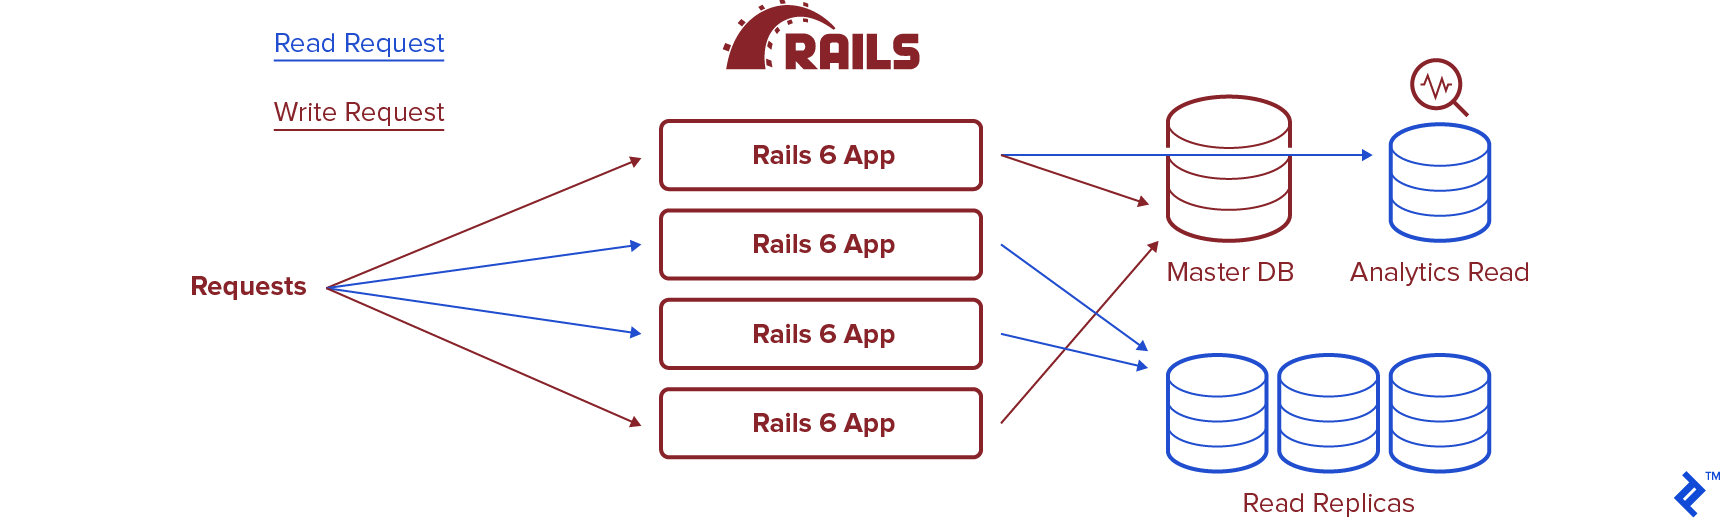 Read Request
Write Request
RAILS
Rails 6 App
Rails 6 App
Rails 6 App
Rails 6 App
Requests
Master DB
Analytics Read
Read Replicas
TM